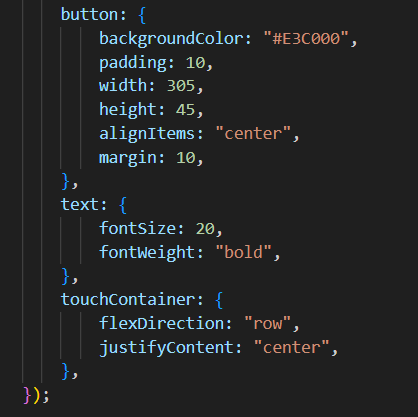 button: {
backgroundColor: "#E3C000",
padding: 10,
width: 305,
height: 45,
alignItems: "center",
margin: 10,
},
text: {
fontSize: 20,
fontWeight: "bold",
},
touchContainer: {
flexDirection: "row",
justifyContent: "center",
},
});